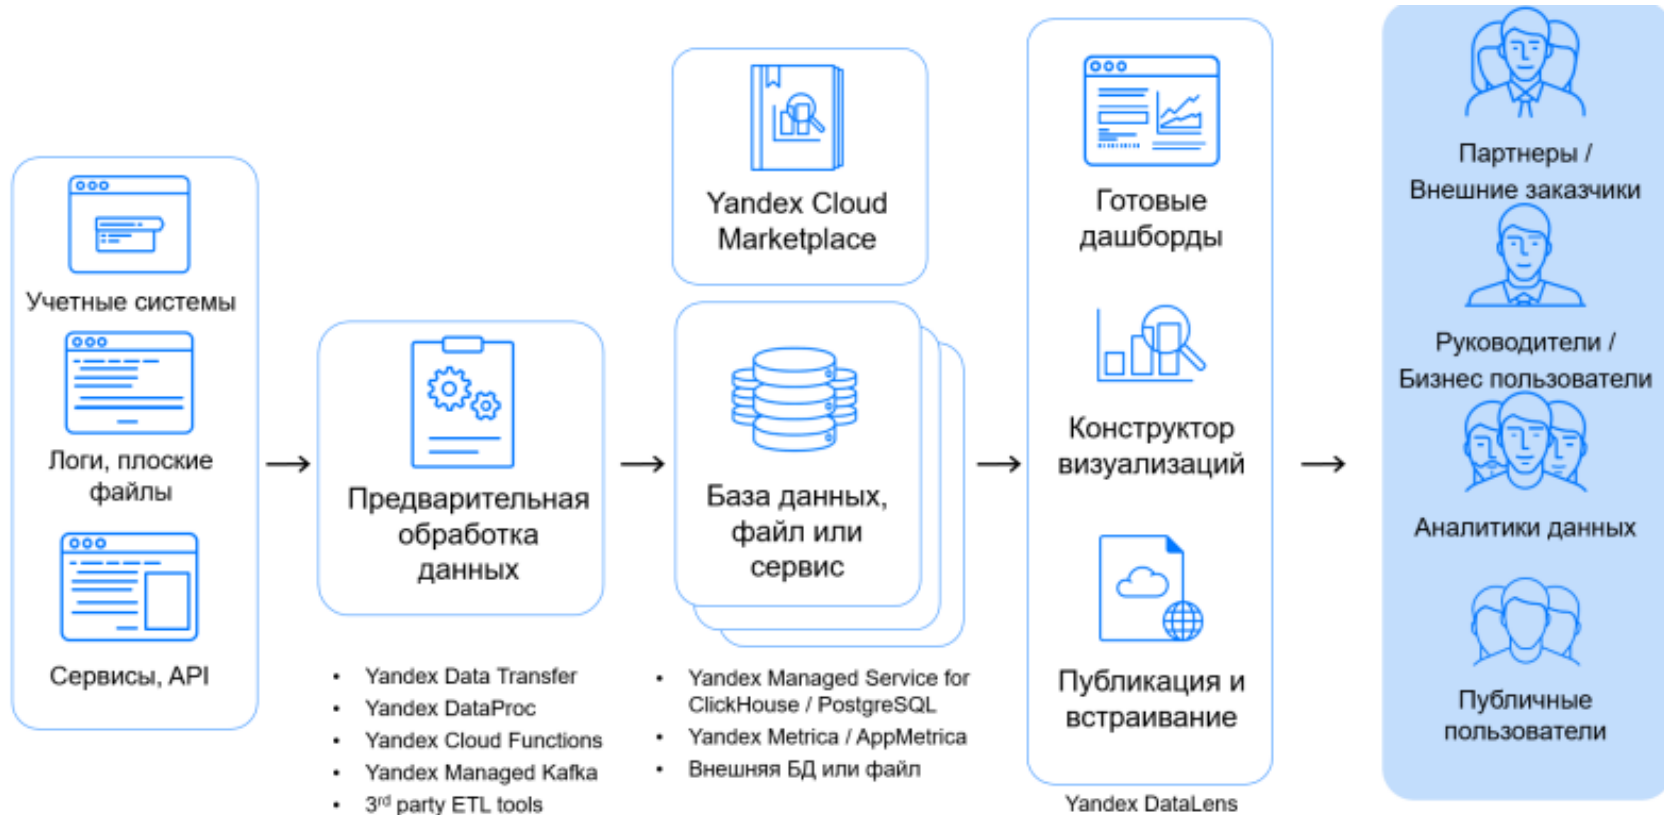 Учетные системы
Логи, плоские
файлы
Сервисы, API
Предварительная
обработка
данных
• Yandex Data Transfer
• Yandex DataProc
• Yandex Cloud Functions
• Yandex Managed Kafka
• 3rd party ETL tools
Yandex Cloud
Marketplace
База данных,
файл или
сервис
• Yandex Managed Service for
ClickHouse / PostgreSQL
• Yandex Metrica / AppMetrica
• Внешняя БД или файл
Готовые
дашборды
Конструктор
визуализаций
Публикация и
встраивание
Yandex DataLens
Партнеры /
Внешние заказчики
Руководители /
Бизнес пользователи
Аналитики данных
Публичные
пользователи